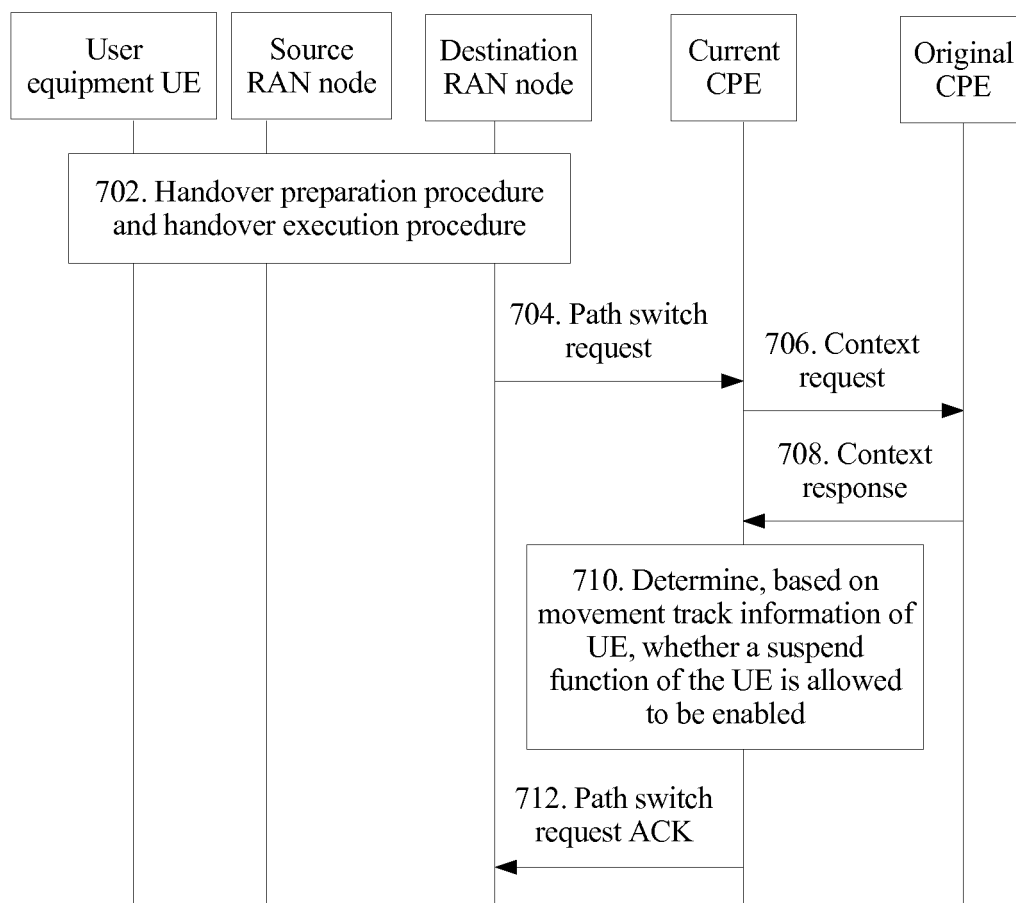 User
equipment UE
Source
RAN node
Destination
RAN node
Current
CPE
Original
CPE
702. Handover preparation procedure
and handover execution procedure
704. Path switch
request
706. Context
request
708. Context
response
710. Determine, based on
movement track information of
UE, whether a suspend
function of the UE is allowed
to be enabled
712. Path switch
request ACK